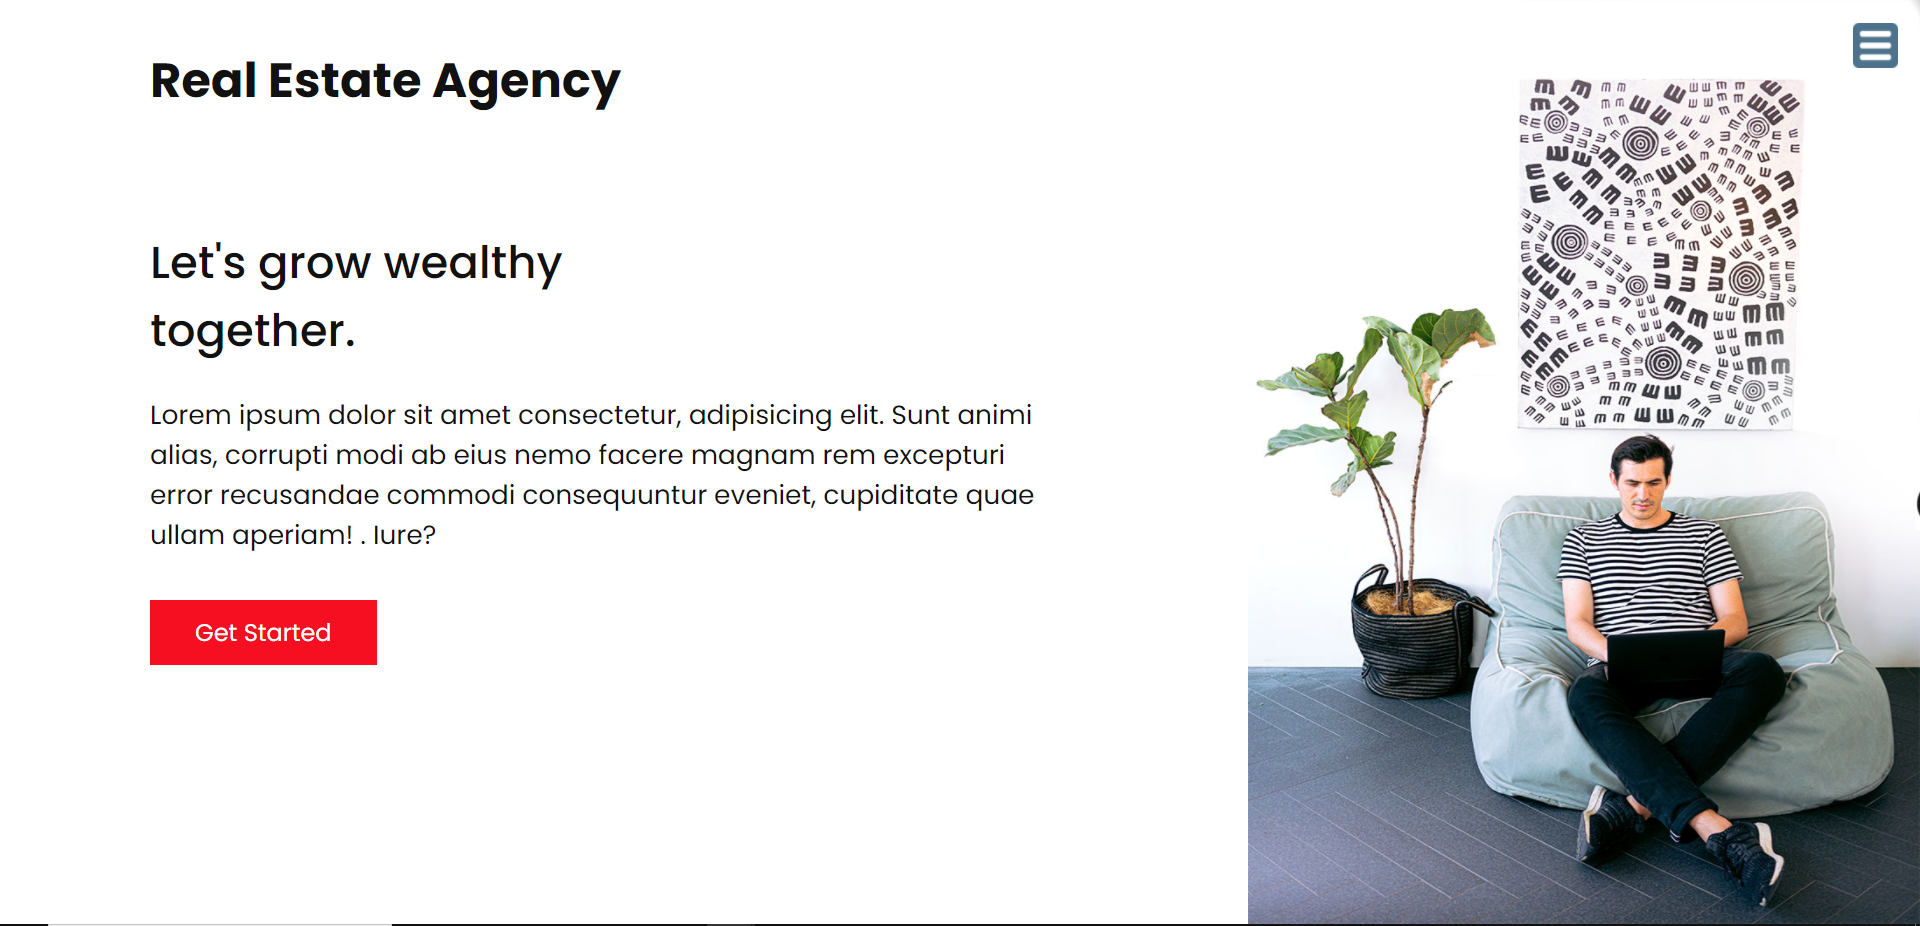 Real Estate Agency
Let's grow wealthy
together.
Lorem ipsum dolor sit amet consectetur, adipisicing elit. Sunt animi
alias, corrupti modi ab eius nemo facere magnam rem excepturi
error recusandae commodi consequuntur eveniet, cupiditate quae
ullam aperiam! . Iure?
Get Started